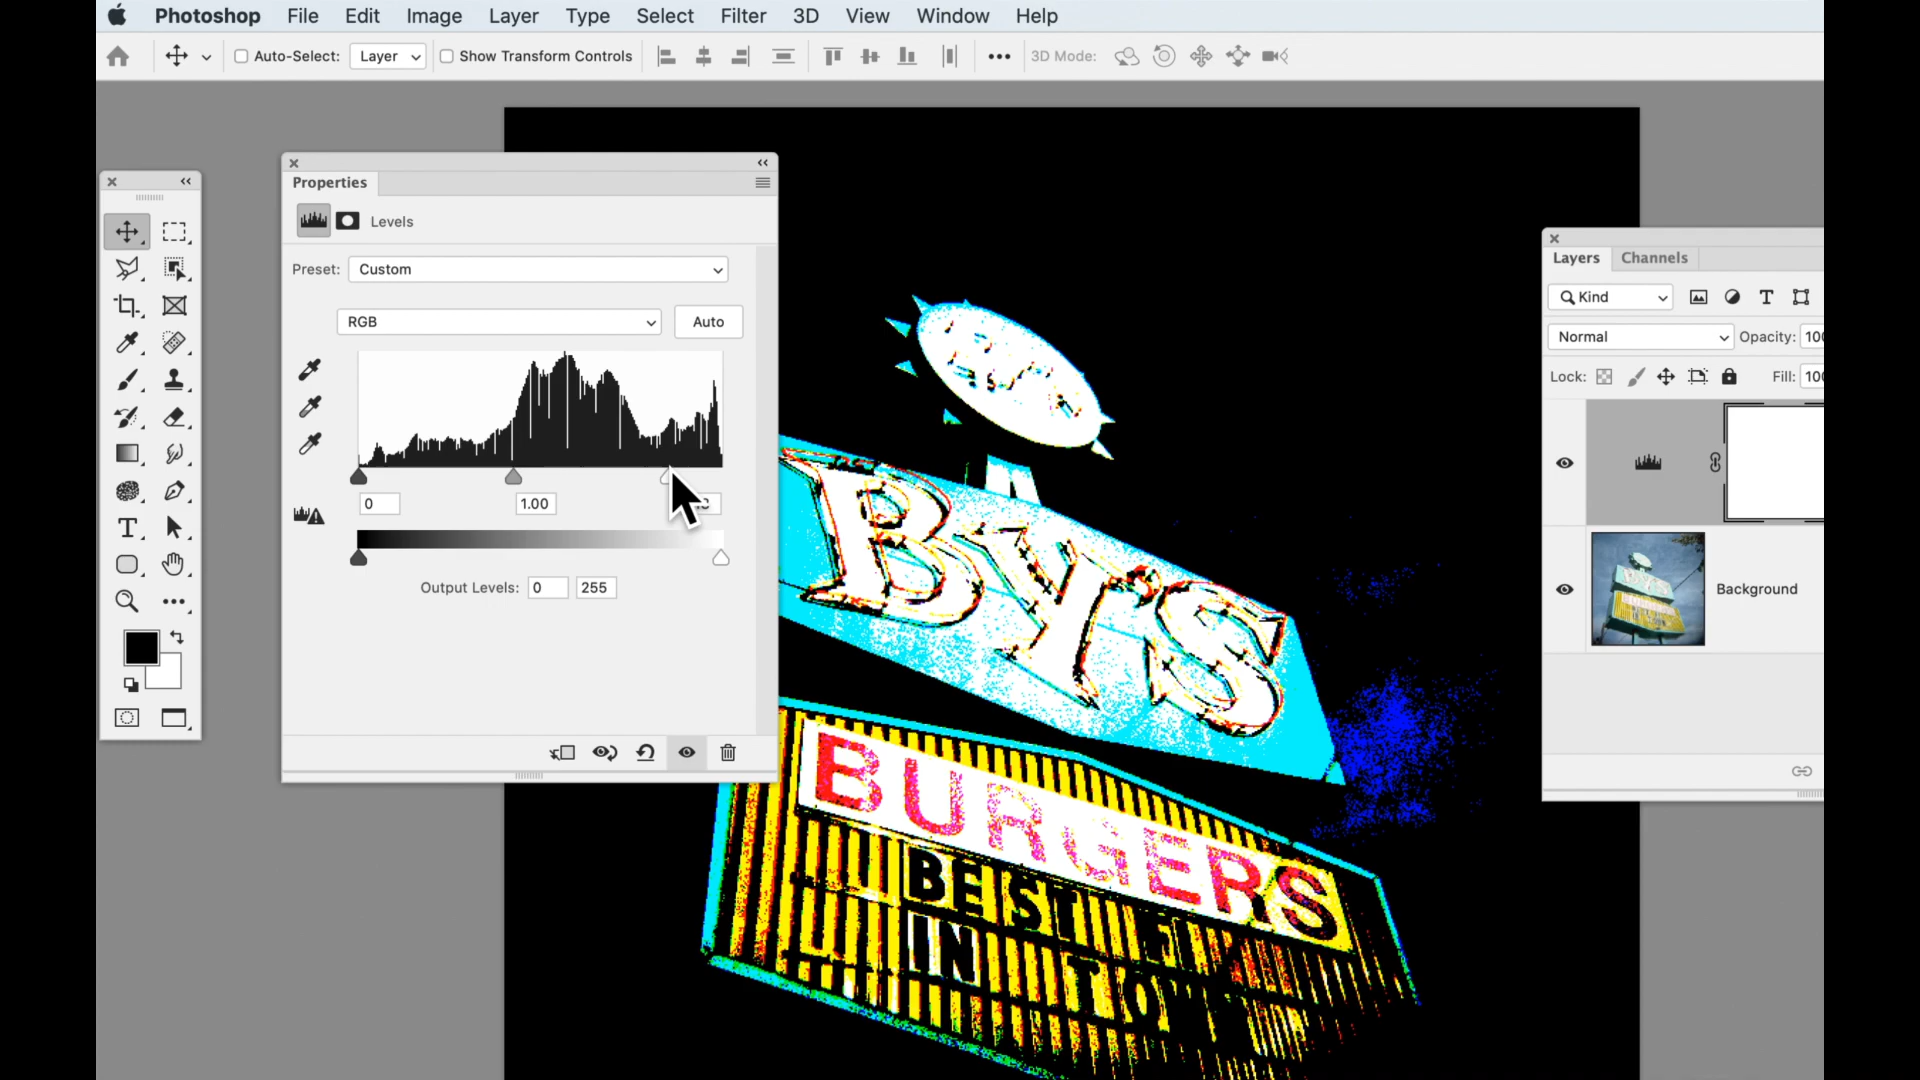 Photoshop File Edit Image Layer Type Select Filter 3D View Window Help
Auto-Select: Layer Show Transform Controls 3D Mode:
Properties
Levels
Preset: Custom
RGB Auto
0 1.00
Output Levels: 0 255
T
BY'S
BURGERS
BEST
IN
Layers Channels
Kind T
Normal Opacity: 100
Lock: Fill: 100
Background